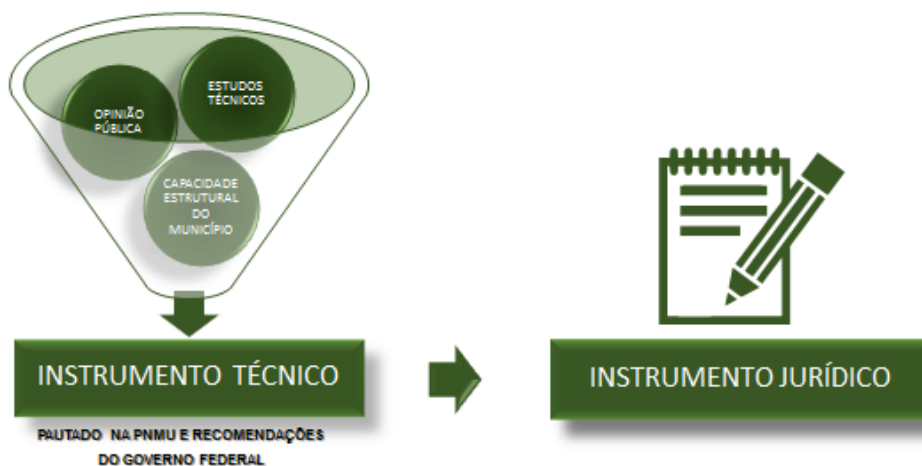 ESTUDOS
TÉCNICOS
OPINIÃO
PÚBLICA
CAPACIDADE
ESTRUTURAL
DO
MUNICÍPIO
INSTRUMENTO TÉCNICO
INSTRUMENTO JURÍDICO
PAUTADO NA PNMU E RECOMENDAÇÕES
DO GOVERNO FEDERAL